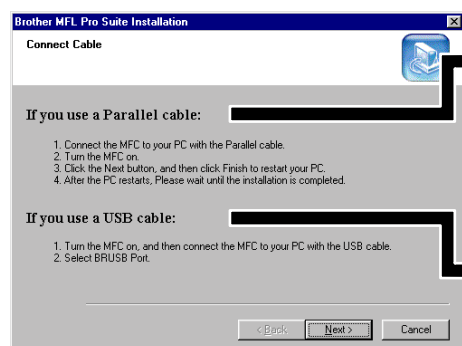 Brother MFL Pro Suite Installation
Connect Cable
If you use a Parallel cable:
1. Connect the MFC to your PC with the Parallel cable.
2. Turn the MFC on.
3. Click the Next button, and then click Finish to restart your PC.
4. After the PC restarts, Please wait until the installation is completed.
If you use a USB cable:
1. Turn the MFC on, and then connect the MFC to your PC with the USB cable.
2. Select BRUSB Port.
< Back Next > Cancel